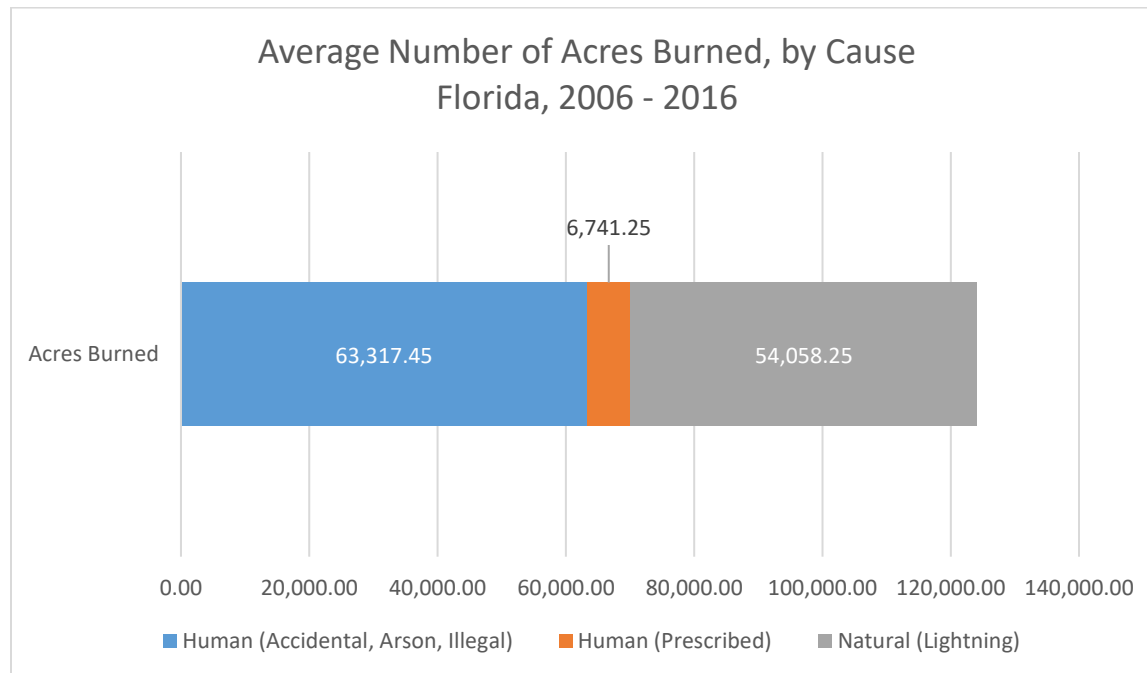 Average Number of Acres Burned, by Cause
Florida, 2006 - 2016
6,741.25
Acres Burned
63,317.45
54,058.25
0.00 20,000.00 40,000.00 60,000.00 80,000.00 100,000.00 120,000.00 140,000.00
Human (Accidental, Arson, Illegal) Human (Prescribed) Natural (Lightning)